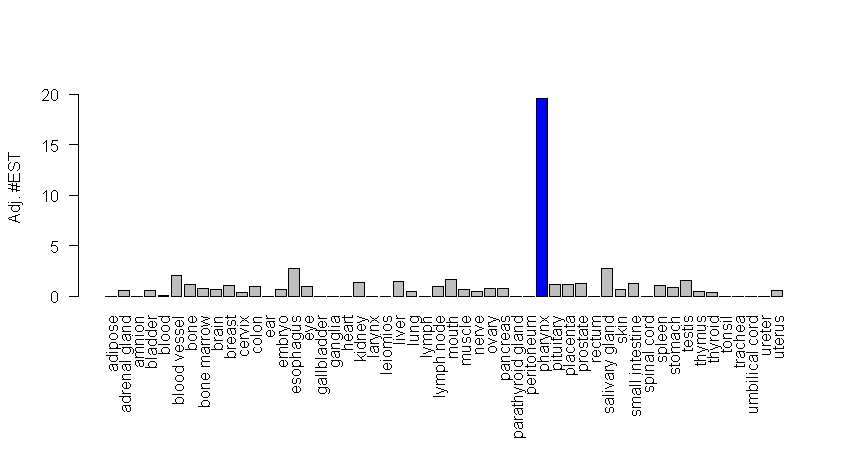 Adj. #EST
20
15
10
5
0
adipose
adrenal gland
amnion
bladder
blood
blood vessel
bone
bone marrow
brain
breast
cervix
colon
ear
embryo
esophagus
eye
gallbladder
ganglia
heart
kidney
larynx
leiomios
liver
lung
lymph
lymph node
mouth
muscle
nerve
ovary
pancreas
parathyroid gland
peritoneum
pharynx
pituitary
placenta
prostate
rectum
salivary gland
skin
small intestine
spinal cord
spleen
stomach
testis
thymus
thyroid
tonsil
trachea
umbilical cord
ureter
uterus